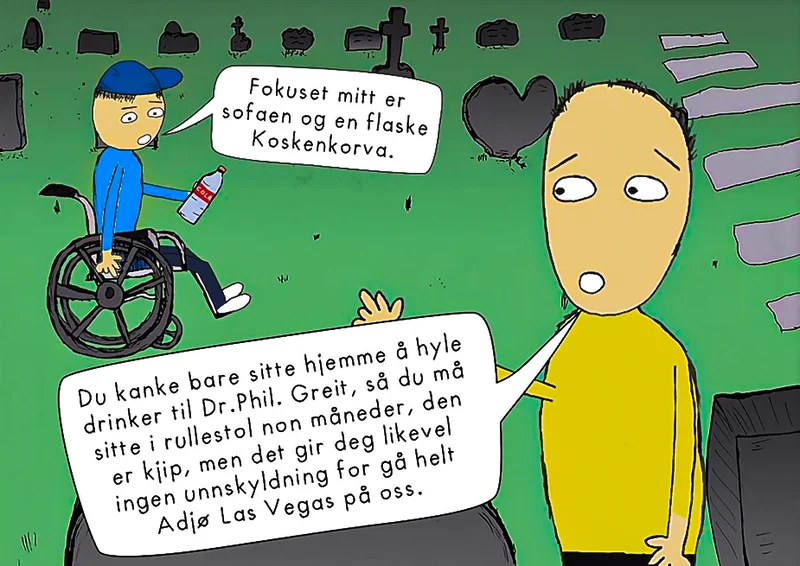 Fokuset mitt er
sofaen og en flaske
Koskenkorva.
COLA
Du kanke bare sitte hjemme å hyle
drinker til Dr.Phil. Greit, så du må
sitte i rullestol non måneder, den
er kjip, men det gir deg likevel
ingen unnskyldning for gå helt
Adjø Las Vegas på oss.